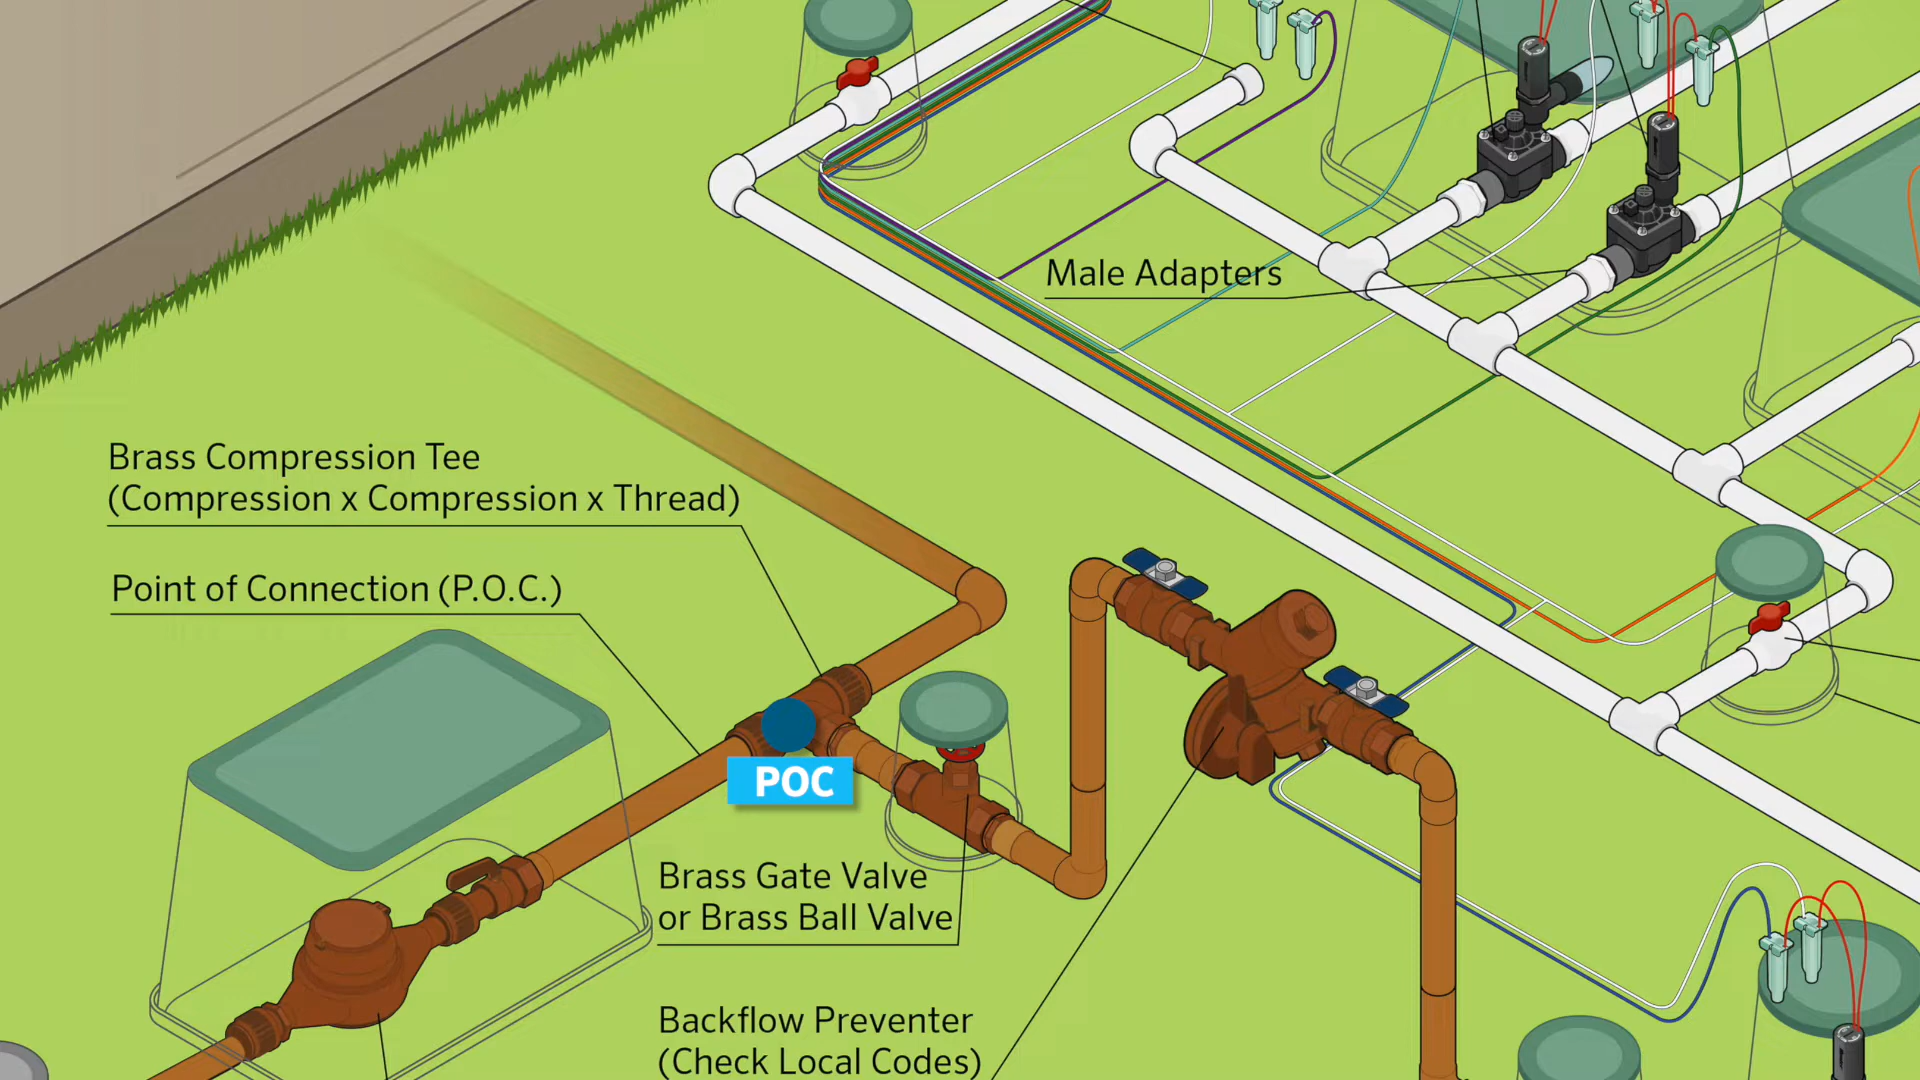 Male Adapters
Brass Compression Tee
(Compression x Compression x Thread)
Point of Connection (P.O.C.)
POC
Brass Gate Valve
or Brass Ball Valve
Backflow Preventer
(Check Local Codes)